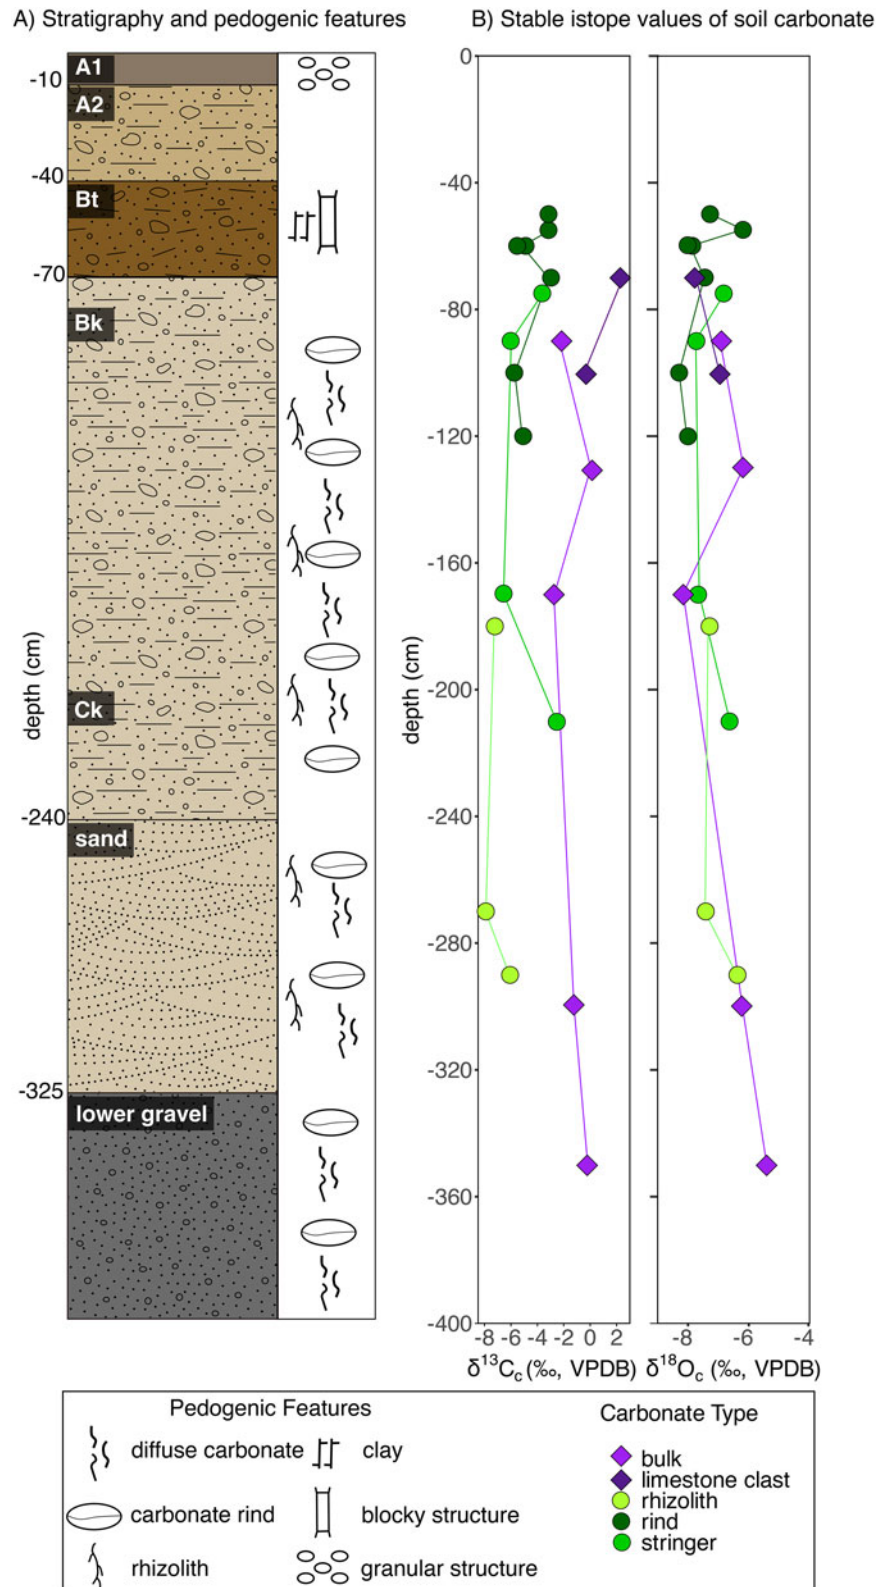 A) Stratigraphy and pedogenic features
B) Stable istope values of soil carbonate
A1
-10
A2
-40
Bt
-70
Bk
Ck
-240
sand
-325
lower gravel
depth (cm)
0
-40
-80
-120
-160
-200
-240
-280
-320
-360
-400
depth (cm)
-8 -6 -4 -2 0 2
-8 -6 -4
δ¹³Cc (‰, VPDB)
δ¹⁸Oc (‰, VPDB)
Pedogenic Features
diffuse carbonate
clay
carbonate rind
blocky structure
rhizolith
granular structure
Carbonate Type
bulk
limestone clast
rhizolith
rind
stringer